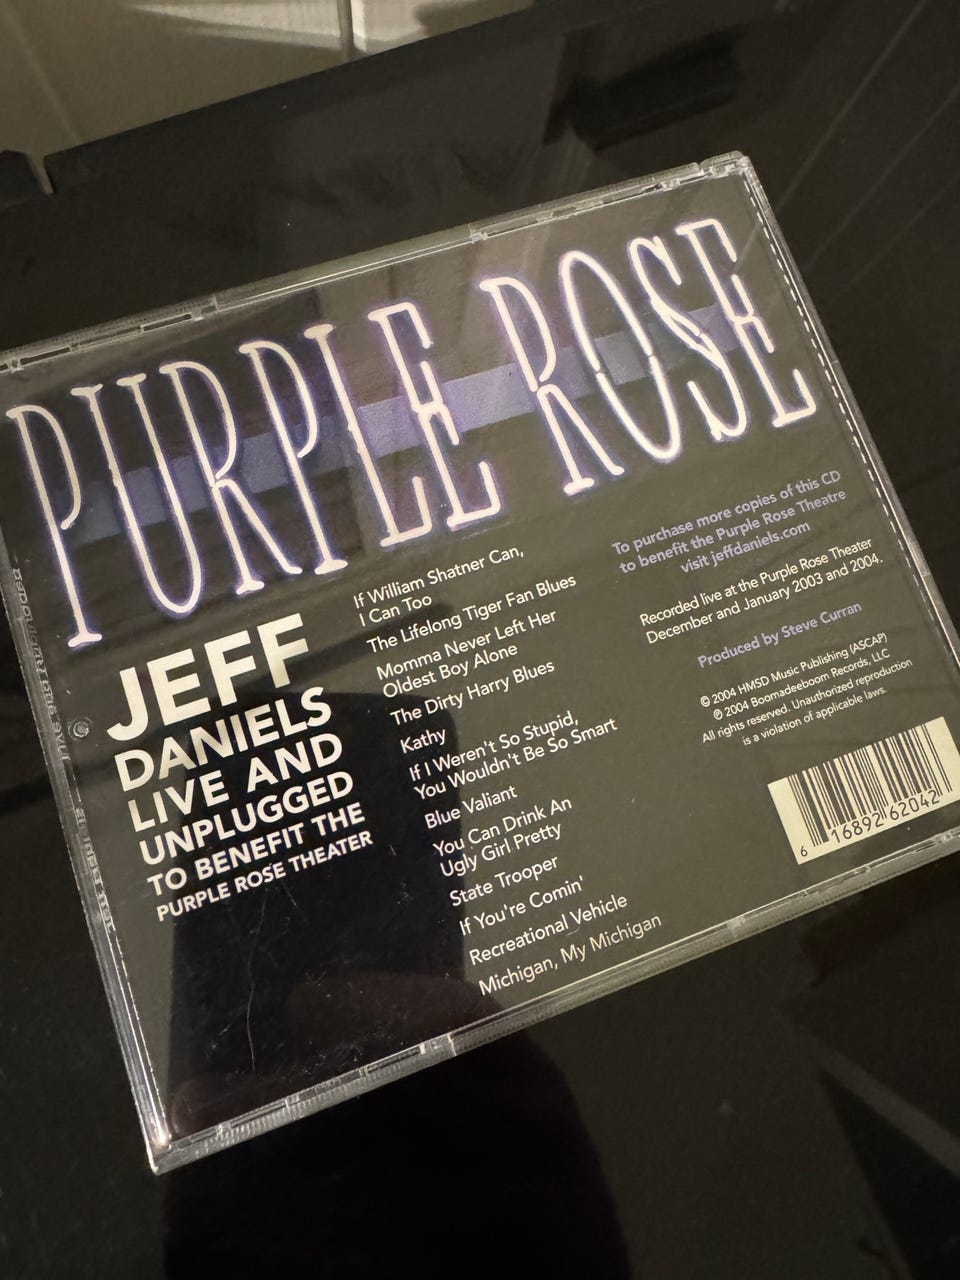 PURPLE ROSE
JEFF
DANIELS
LIVE AND
UNPLUGGED
TO BENEFIT THE
PURPLE ROSE THEATER
If William Shatner Can,
I Can Too
The Lifelong Tiger Fan Blues
Momma Never Left Her
Oldest Boy Alone
The Dirty Harry Blues
Kathy
If I Weren't So Stupid,
You Wouldn't Be So Smart
Blue Valiant
You Can Drink An
Ugly Girl Pretty
State Trooper
If You're Comin'
Recreational Vehicle
Michigan, My Michigan
To purchase more copies of this CD
to benefit the Purple Rose Theatre
visit jeffdaniels.com
Recorded live at the Purple Rose Theater
December and January 2003 and 2004.
Produced by Steve Curran
© 2004 HMSD Music Publishing (ASCAP)
℗ 2004 Boomadeeboom Records, LLC
All rights reserved. Unauthorized reproduction
is a violation of applicable laws.
6 16892 62042